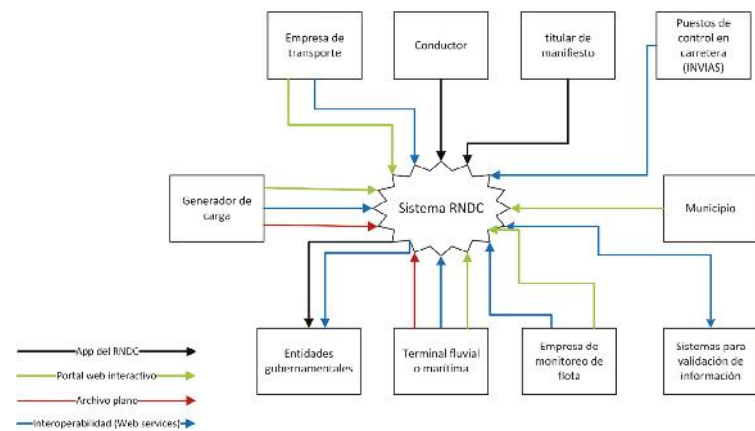 Empresa de
transporte
Conductor
titular de
manifiesto
Puestos de
control en
carretera
(INVIAS)
Generador de
carga
Sistema RNDC
Municipio
Entidades
gubernamentales
Terminal fluvial
o marítima
Empresa de
monitoreo de
flota
Sistemas para
validación de
información
App del RNDC
Portal web interactivo
Archivo plano
Interoperabilidad (Web services)